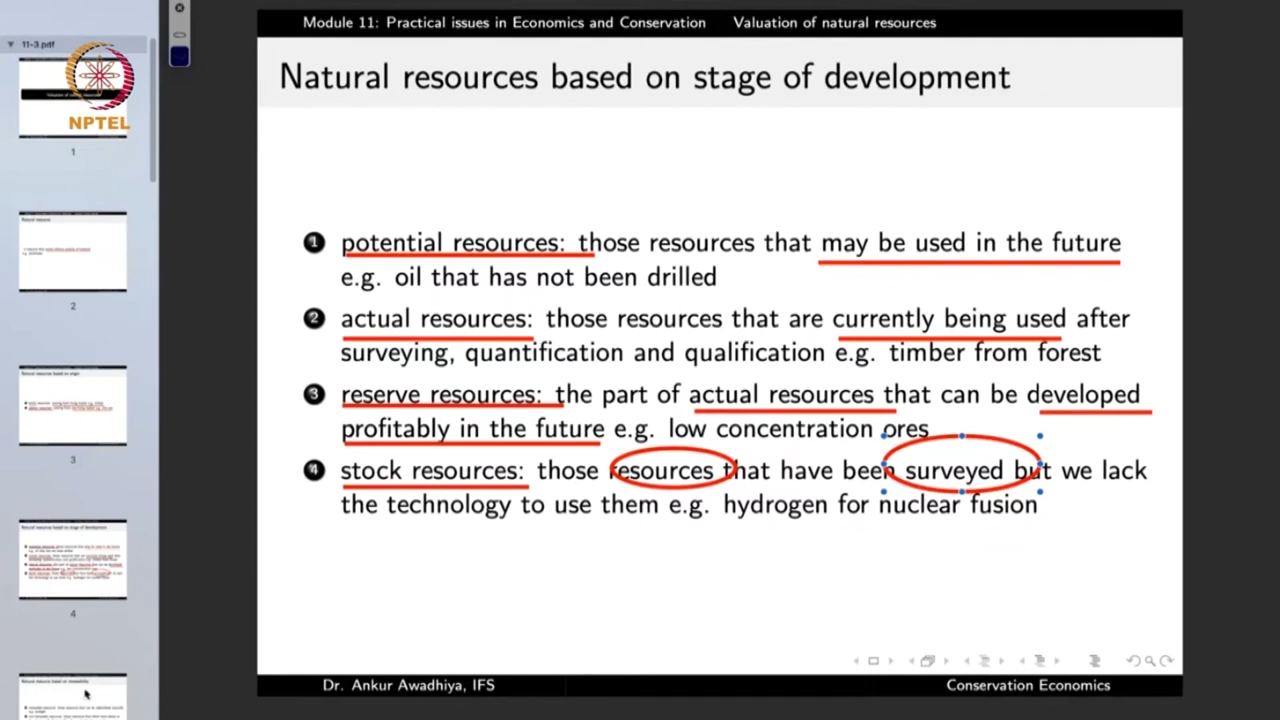 Module 11: Practical issues in Economics and Conservation Valuation of natural resources
11-3.pdf
NPTEL
1
2
3
4
Natural resources based on stage of development
1 potential resources: those resources that may be used in the future
e.g. oil that has not been drilled
2 actual resources: those resources that are currently being used after
surveying, quantification and qualification e.g. timber from forest
3 reserve resources: the part of actual resources that can be developed
profitably in the future e.g. low concentration ores
4 stock resources: those resources that have been surveyed but we lack
the technology to use them e.g. hydrogen for nuclear fusion
Dr. Ankur Awadhiya, IFS
Conservation Economics